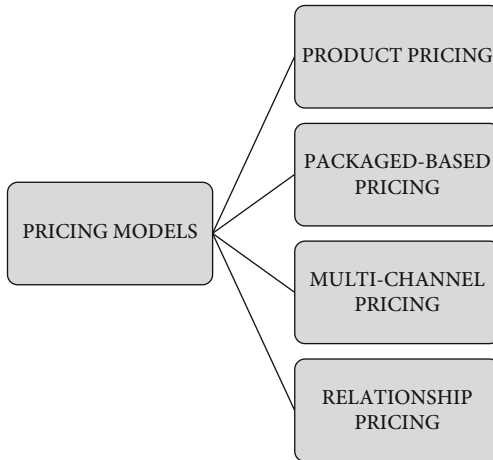 PRODUCT PRICING
PACKAGED-BASED
PRICING
PRICING MODELS
MULTI-CHANNEL
PRICING
RELATIONSHIP
PRICING